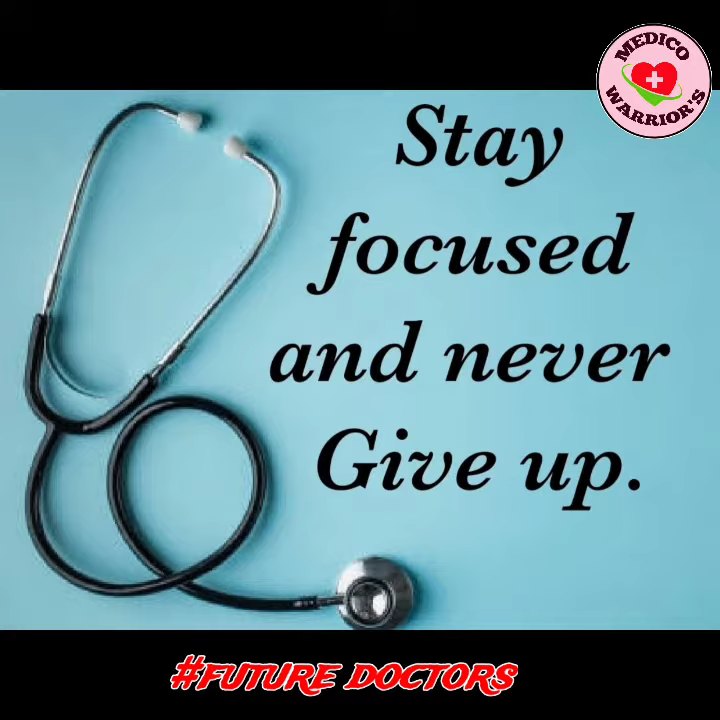 MEDICO
WARRIOR'S
Stay
focused
and never
Give up.
#FUTURE DOCTORS